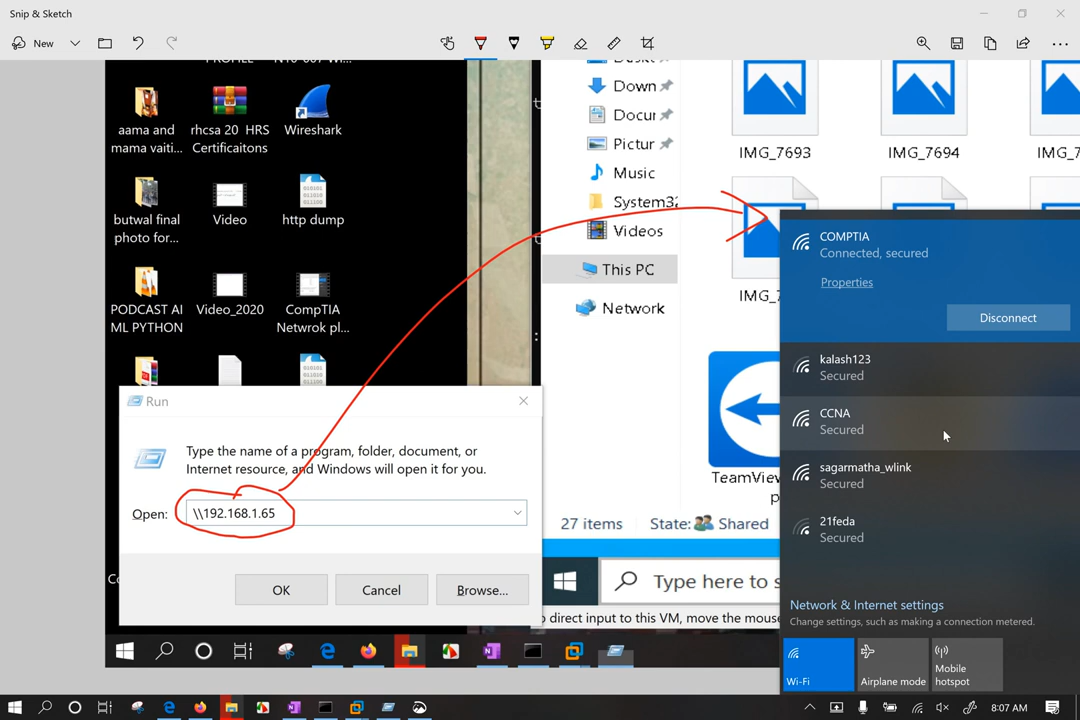 Snip & Sketch
New
N10-007 Wi...
aama and
mama vaiti...
rhcsa 20 HRS
Certificaitons
Wireshark
butwal final
photo for...
Video
http dump
PODCAST AI
ML PYTHON
Video_2020
CompTIA
Netwrok pl...
Down
Docur
Pictur
Music
System32
Videos
This PC
Network
IMG_7693
IMG_7694
IMG_7
IMG_7
TeamView
27 items
State:
Shared
Run
Type the name of a program, folder, document, or
Internet resource, and Windows will open it for you.
Open:
\\192.168.1.65
OK
Cancel
Browse...
Type here to s
direct input to this VM, move the mouse
COMPTIA
Connected, secured
Properties
Disconnect
kalash123
Secured
CCNA
Secured
sagarmatha_wlink
Secured
21feda
Secured
Network & Internet settings
Change settings, such as making a connection metered.
Wi-Fi
Airplane mode
Mobile
hotspot
8:07 AM